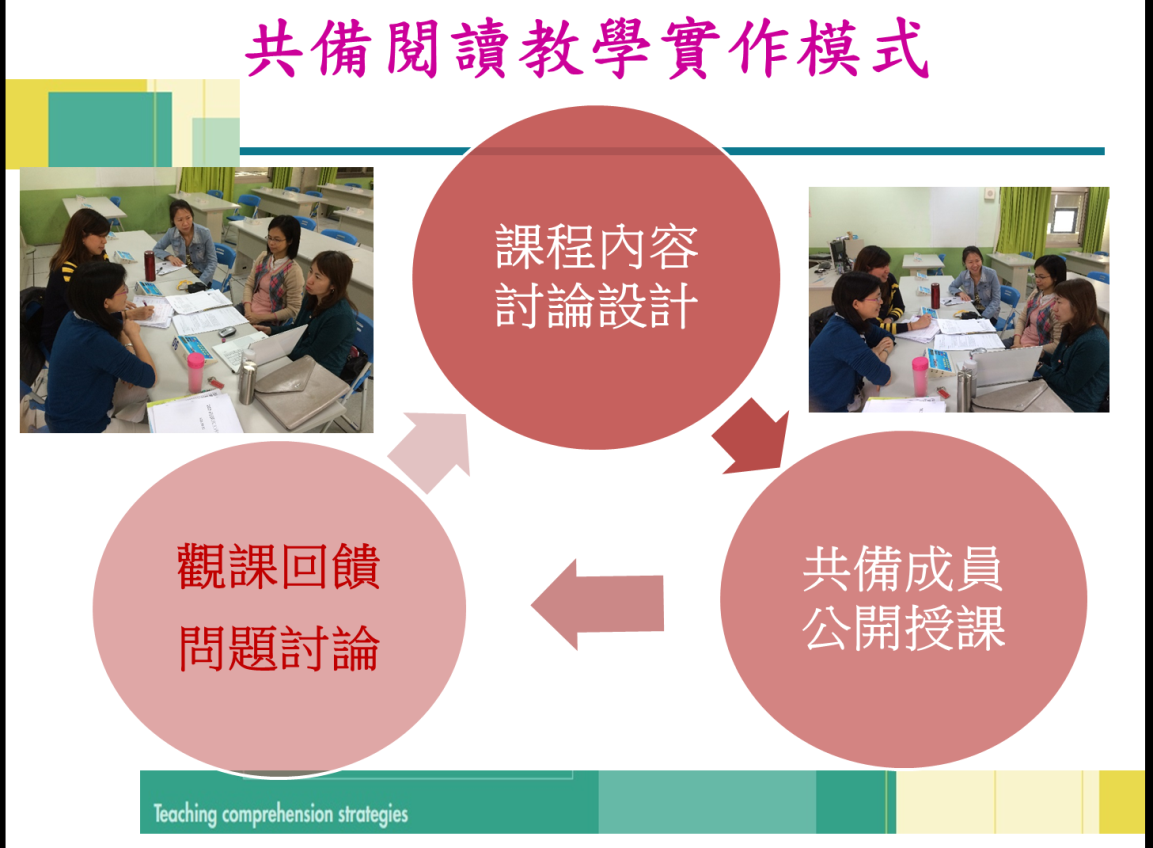 共備閱讀教學實作模式
課程內容
討論設計
共備成員
公開授課
觀課回饋
問題討論
Teaching comprehension strategies